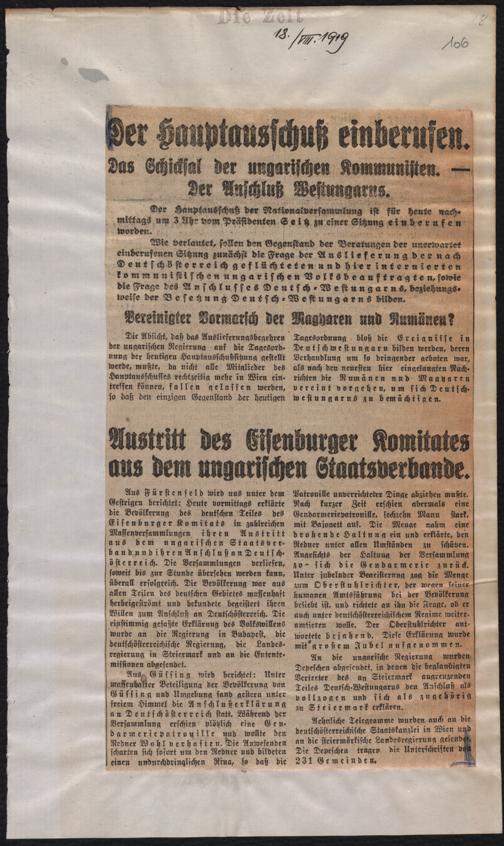 Die Zeit
18./VIII. 1919
106
Der Hauptausschuß einberufen.
Das Schicksal der ungarischen Kommunisten. —
Der Anschluß Westungarns.
Der Hauptausschuß der Nationalversammlung ist für heute nach-
mittags um 3 Uhr vom Präsidenten Seitz zu einer Sitzung einberufen
worden.
Wie verlautet, sollen den Gegenstand der Beratungen der unerwartet
einberufenen Sitzung zunächst die Frage der Auslieferung der nach
Deutschösterreich geflüchteten und hier internierten
kommunistischen ungarischen Volksbeauftragten, sowie
die Frage des Anschlusses Deutsch-Westungarns, beziehungs-
weise der Besetzung Deutsch-Westungarns bilden.
Vereinigter Vormarsch der Magyaren und Rumänen?
Die Absicht, daß das Auslieferungsbegehren
der ungarischen Regierung auf die Tagesord-
nung der heutigen Hauptausschußsitzung gestellt
werde, mußte, da nicht alle Mitglieder des
Hauptausschusses rechtzeitig mehr in Wien ein-
treffen können, fallen gelassen werden,
so daß den einzigen Gegenstand der heutigen
Tagesordnung bloß die Ereignisse in
Deutschwestungarn bilden werden, deren
Verhandlung um so dringender geboten war,
als nach den neuesten hier eingelangten Nach-
richten die Rumänen und Magyaren
vereint vorgehen, um sich Deutsch-
westungarns zu bemächtigen.
Austritt des Eisenburger Komitates
aus dem ungarischen Staatsverbande.
Aus Fürstenfeld wird uns unter dem
Gestrigen berichtet: Heute vormittags erklärte
die Bevölkerung des deutschen Teiles des
Eisenburger Komitats in zahlreichen
Massenversammlungen ihren Austritt
aus dem ungarischen Staatsver-
band und ihren Anschluß an Deutsch-
österreich. Die Versammlungen verliefen,
soweit bis zur Stunde übersehen werden kann,
überall erfolgreich. Die Bevölkerung war aus
allen Teilen des deutschen Gebietes massenhaft
herbeigeströmt und bekundete begeistert ihren
Willen zum Anschluß an Deutschösterreich. Die
einstimmig gefaßte Erklärung des Volkswillens
wurde an die Regierung in Budapest, die
deutschösterreichische Regierung, die Landes-
regierung in Steiermark und an die Entente-
missionen abgesendet.
Aus Güssing wird berichtet: Unter
massenhafter Beteiligung der Bevölkerung von
Güssing und Umgebung fand gestern unter
freiem Himmel die Anschlußerklärung
an Deutschösterreich statt. Während der
Versammlung erschien plötzlich eine Gen-
darmeriepatrouille und wollte den
Redner Wohl verhaften. Die Anwesenden
scharten sich sofort um den Redner und bildeten
einen undurchdringlichen Ring, so daß die
Patrouille unverrichteter Dinge abziehen mußte.
Nach kurzer Zeit erschien abermals eine
Gendarmeriepatrouille, sechzehn Mann stark,
mit Bajonett auf. Die Menge nahm eine
drohende Haltung ein und erklärte, den
Redner unter allen Umständen zu schützen.
Angesichts der Haltung der Versammlung
zog sich die Gendarmerie zurück.
Unter jubelnder Begeisterung zog die Menge
zum Oberstuhlrichter, der wegen seiner
humanen Amtsführung bei der Bevölkerung
beliebt ist, und richtete an ihn die Frage, ob er
auch unter deutschösterreichischem Regime weiter-
amtieren wolle. Der Oberstuhlrichter ant-
wortete bejahend. Diese Erklärung wurde
mit großem Jubel aufgenommen.
An die ungarische Regierung wurden
Depeschen abgesendet, in denen die beglaubigten
Vertreter des an Steiermark angrenzenden
Teiles Deutsch-Westungarns den Anschluß als
vollzogen und sich als zugehörig
zu Steiermark erklären.
Aehnliche Telegramme wurden auch an die
deutschösterreichische Staatskanzlei in Wien und
an die steiermärkische Landesregierung gesendet.
Die Depeschen tragen die Unterschriften von
231 Gemeinden.